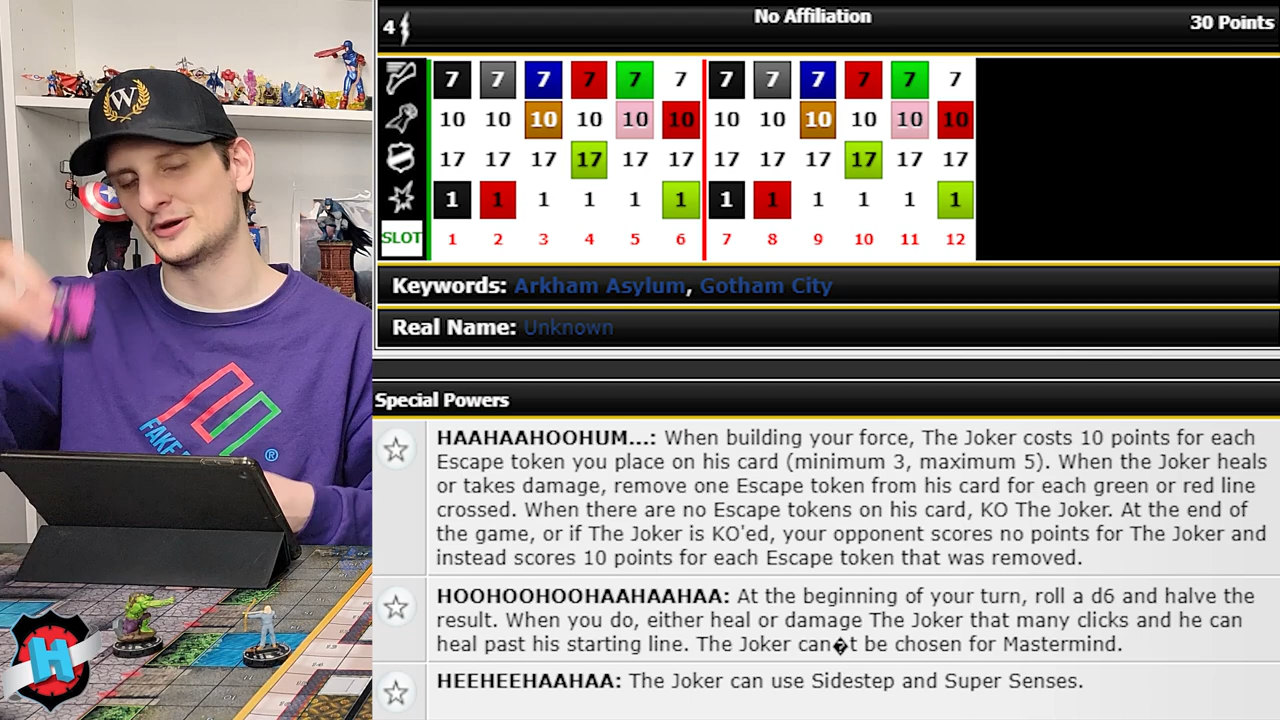 4
No Affiliation
30 Points
7 7 7 7 7 7 7 7 7 7 7 7
10 10 10 10 10 10 10 10 10 10 10 10
17 17 17 17 17 17 17 17 17 17 17 17
1 1 1 1 1 1 1 1 1 1 1 1
SLOT 1 2 3 4 5 6 7 8 9 10 11 12
Keywords: Arkham Asylum, Gotham City
Real Name: Unknown
Special Powers
HAAHAAHOOHUM...: When building your force, The Joker costs 10 points for each
Escape token you place on his card (minimum 3, maximum 5). When the Joker heals
or takes damage, remove one Escape token from his card for each green or red line
crossed. When there are no Escape tokens on his card, KO The Joker. At the end of
the game, or if The Joker is KO'ed, your opponent scores no points for The Joker and
instead scores 10 points for each Escape token that was removed.
HOOHOOHOOHAAHAAHAA: At the beginning of your turn, roll a d6 and halve the
result. When you do, either heal or damage The Joker that many clicks and he can
heal past his starting line. The Joker can�t be chosen for Mastermind.
HEEHEEHAAHAA: The Joker can use Sidestep and Super Senses.
W
FAKE
®
H